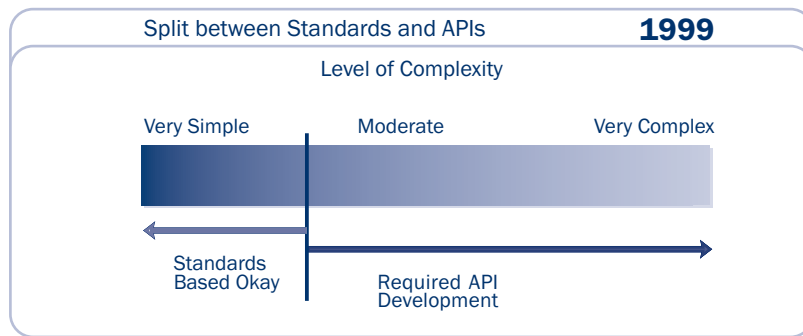 Split between Standards and APIs 1999
Level of Complexity
Very Simple Moderate Very Complex
Standards
Based Okay
Required API
Development